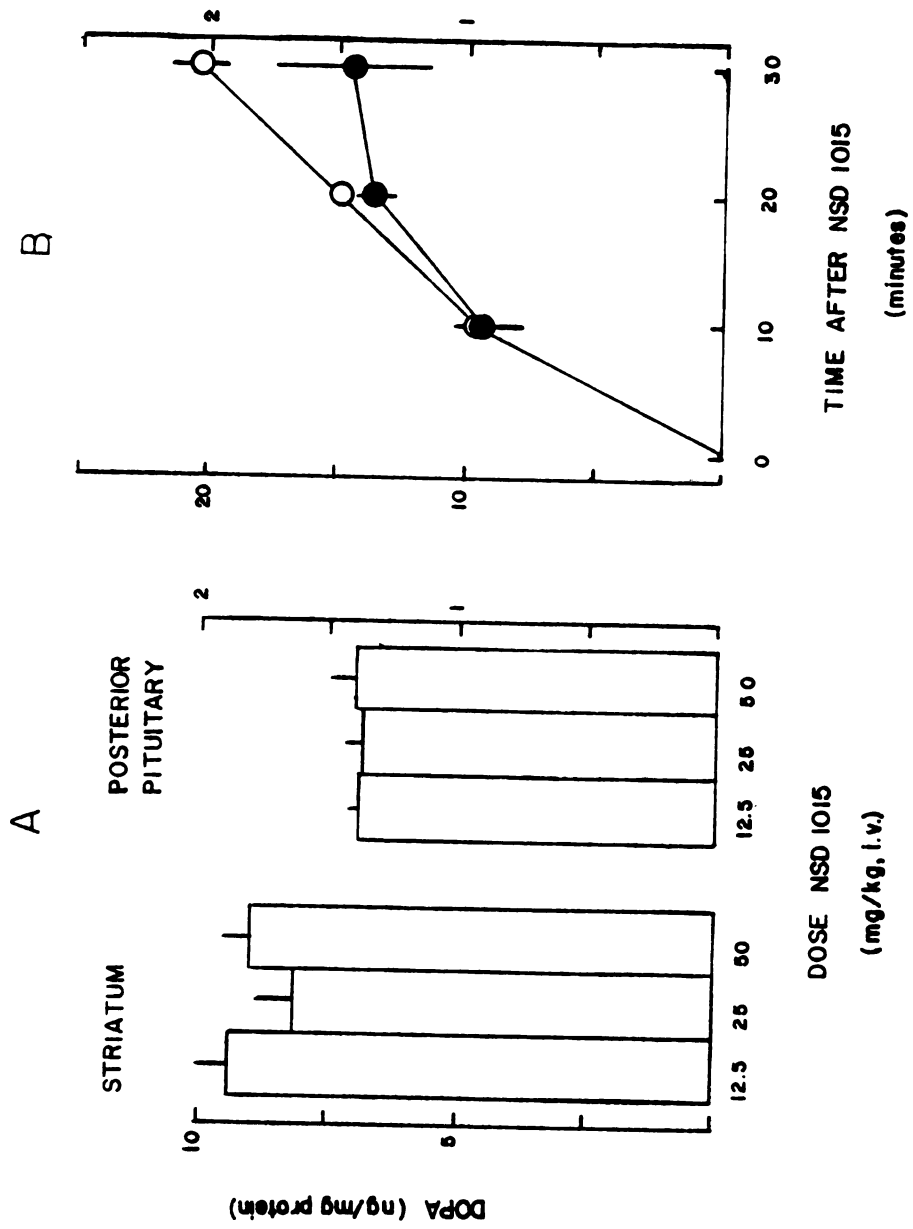 A
B
STRIATUM
POSTERIOR
PITUITARY
DOPA (ng/mg protein)
10
5
2
1
12.5
25
50
12.5
25
50
DOSE NSD 1015
(mg/kg, i.v.)
20
10
2
1
0
10
20
30
TIME AFTER NSD 1015
(minutes)